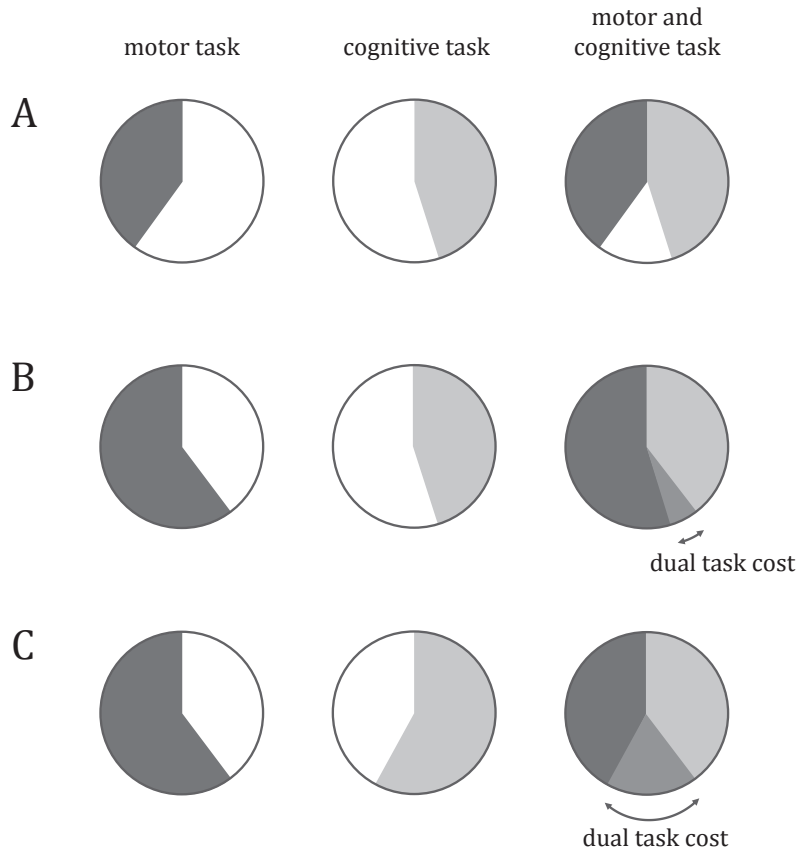 motor task
cognitive task
motor and
cognitive task
A
B
dual task cost
C
dual task cost